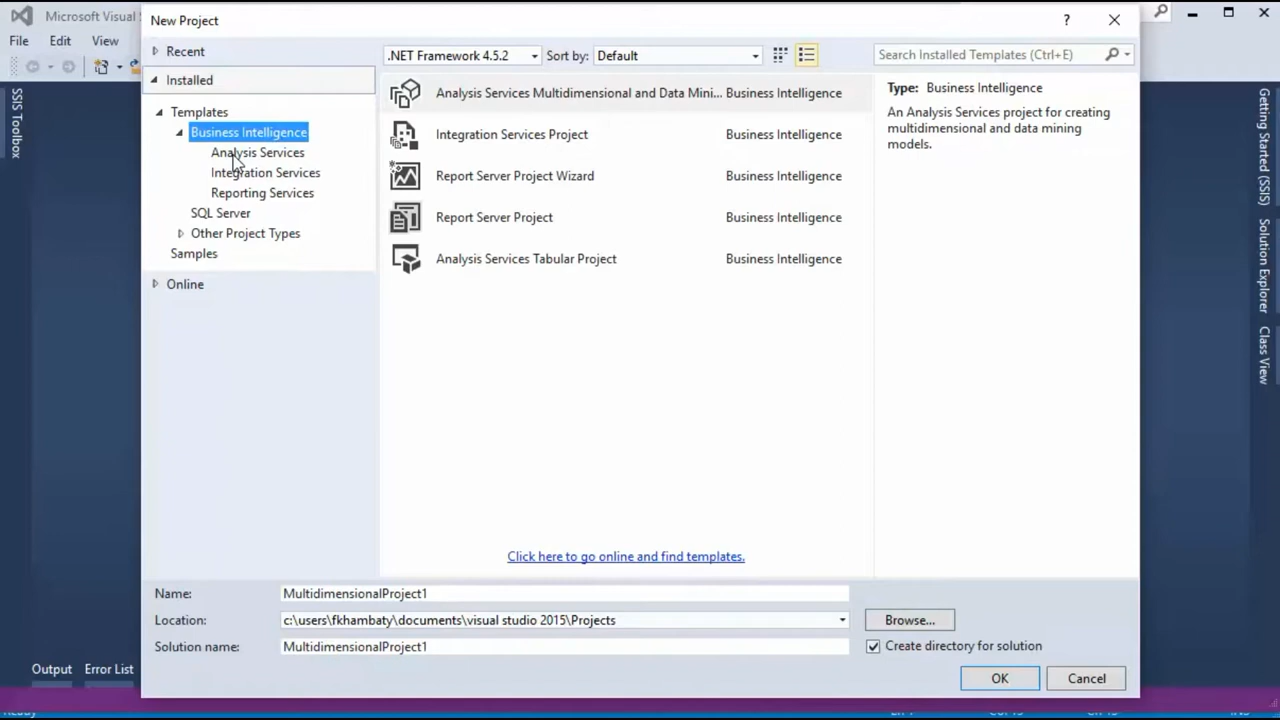 Microsoft Visual S
New Project
?
File
Edit
View
SSIS Toolbox
Recent
Installed
Templates
Business Intelligence
Analysis Services
Integration Services
Reporting Services
SQL Server
Other Project Types
Samples
Online
.NET Framework 4.5.2
Sort by:
Default
Search Installed Templates (Ctrl+E)
Analysis Services Multidimensional and Data Mini... Business Intelligence
Integration Services Project Business Intelligence
Report Server Project Wizard Business Intelligence
Report Server Project Business Intelligence
Analysis Services Tabular Project Business Intelligence
Type: Business Intelligence
An Analysis Services project for creating
multidimensional and data mining
models.
Click here to go online and find templates.
Name: MultidimensionalProject1
Location: c:\users\fkhambaty\documents\visual studio 2015\Projects
Browse...
Solution name: MultidimensionalProject1
Create directory for solution
OK
Cancel
Getting Started (SSIS)
Solution Explorer
Class View
Output
Error List